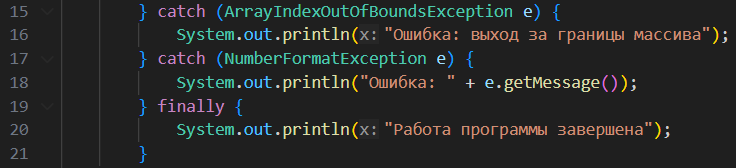 15 } catch (ArrayIndexOutOfBoundsException e) {
16 System.out.println(x: "Ошибка: выход за границы массива");
17 } catch (NumberFormatException e) {
18 System.out.println("Ошибка: " + e.getMessage());
19 } finally {
20 System.out.println(x: "Работа программы завершена");
21 }